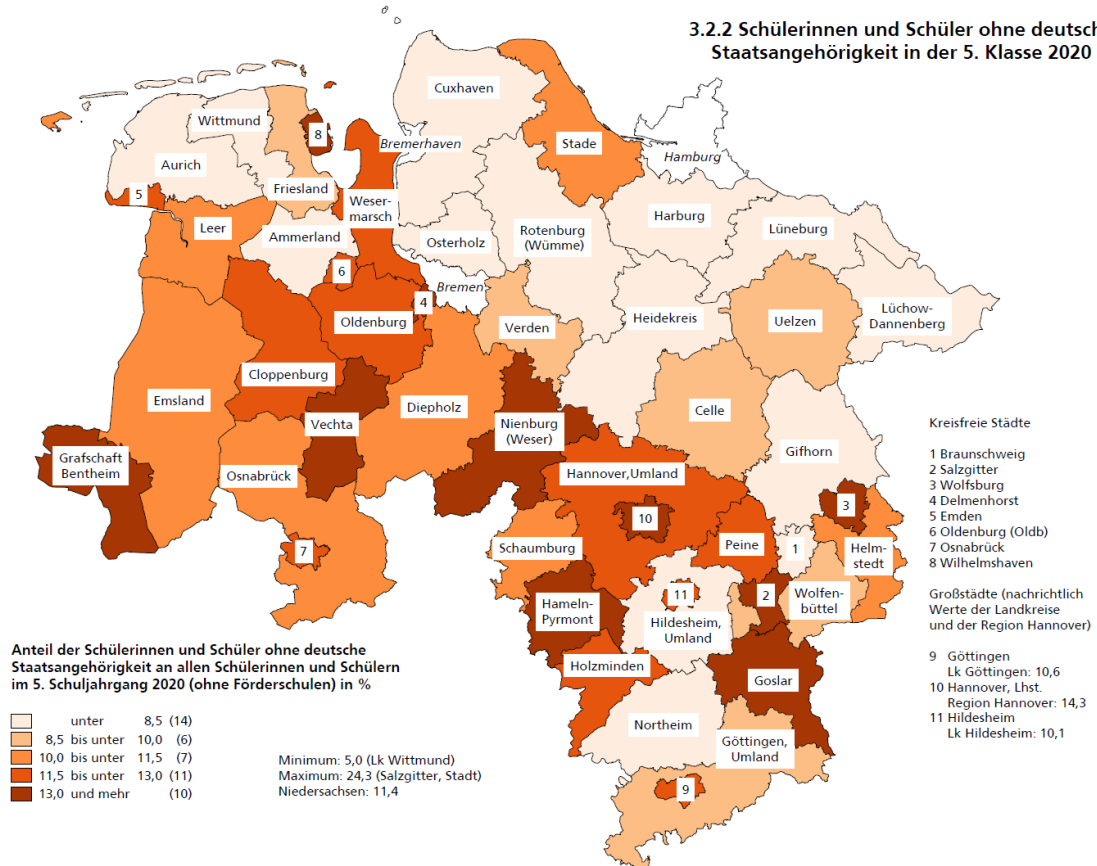 3.2.2 Schülerinnen und Schüler ohne deutsch
Staatsangehörigkeit in der 5. Klasse 2020
Cuxhaven
Wittmund
8
Bremerhaven
Stade
Hamburg
Aurich
Friesland
5
Weser-
marsch
Harburg
Leer
Ammerland
Osterholz
Rotenburg
(Wümme)
Lüneburg
6
Bremen
4
Oldenburg
Verden
Heidekreis
Uelzen
Lüchow-
Dannenberg
Cloppenburg
Emsland
Diepholz
Celle
Vechta
Nienburg
(Weser)
Gifhorn
Grafschaft
Bentheim
Osnabrück
Hannover,Umland
3
10
7
Schaumburg
Peine
1
Helm-
stedt
11
2
Wolfen-
büttel
Hameln-
Pyrmont
Hildesheim,
Umland
Holzminden
Goslar
Northeim
Göttingen,
Umland
9
Kreisfreie Städte
1 Braunschweig
2 Salzgitter
3 Wolfsburg
4 Delmenhorst
5 Emden
6 Oldenburg (Oldb)
7 Osnabrück
8 Wilhelmshaven
Großstädte (nachrichtlich
Werte der Landkreise
und der Region Hannover)
9 Göttingen
Lk Göttingen: 10,6
10 Hannover, Lhst.
Region Hannover: 14,3
11 Hildesheim
Lk Hildesheim: 10,1
Anteil der Schülerinnen und Schüler ohne deutsche
Staatsangehörigkeit an allen Schülerinnen und Schülern
im 5. Schuljahrgang 2020 (ohne Förderschulen) in %
unter 8,5 (14)
8,5 bis unter 10,0 (6)
10,0 bis unter 11,5 (7)
11,5 bis unter 13,0 (11)
13,0 und mehr (10)
Minimum: 5,0 (Lk Wittmund)
Maximum: 24,3 (Salzgitter, Stadt)
Niedersachsen: 11,4